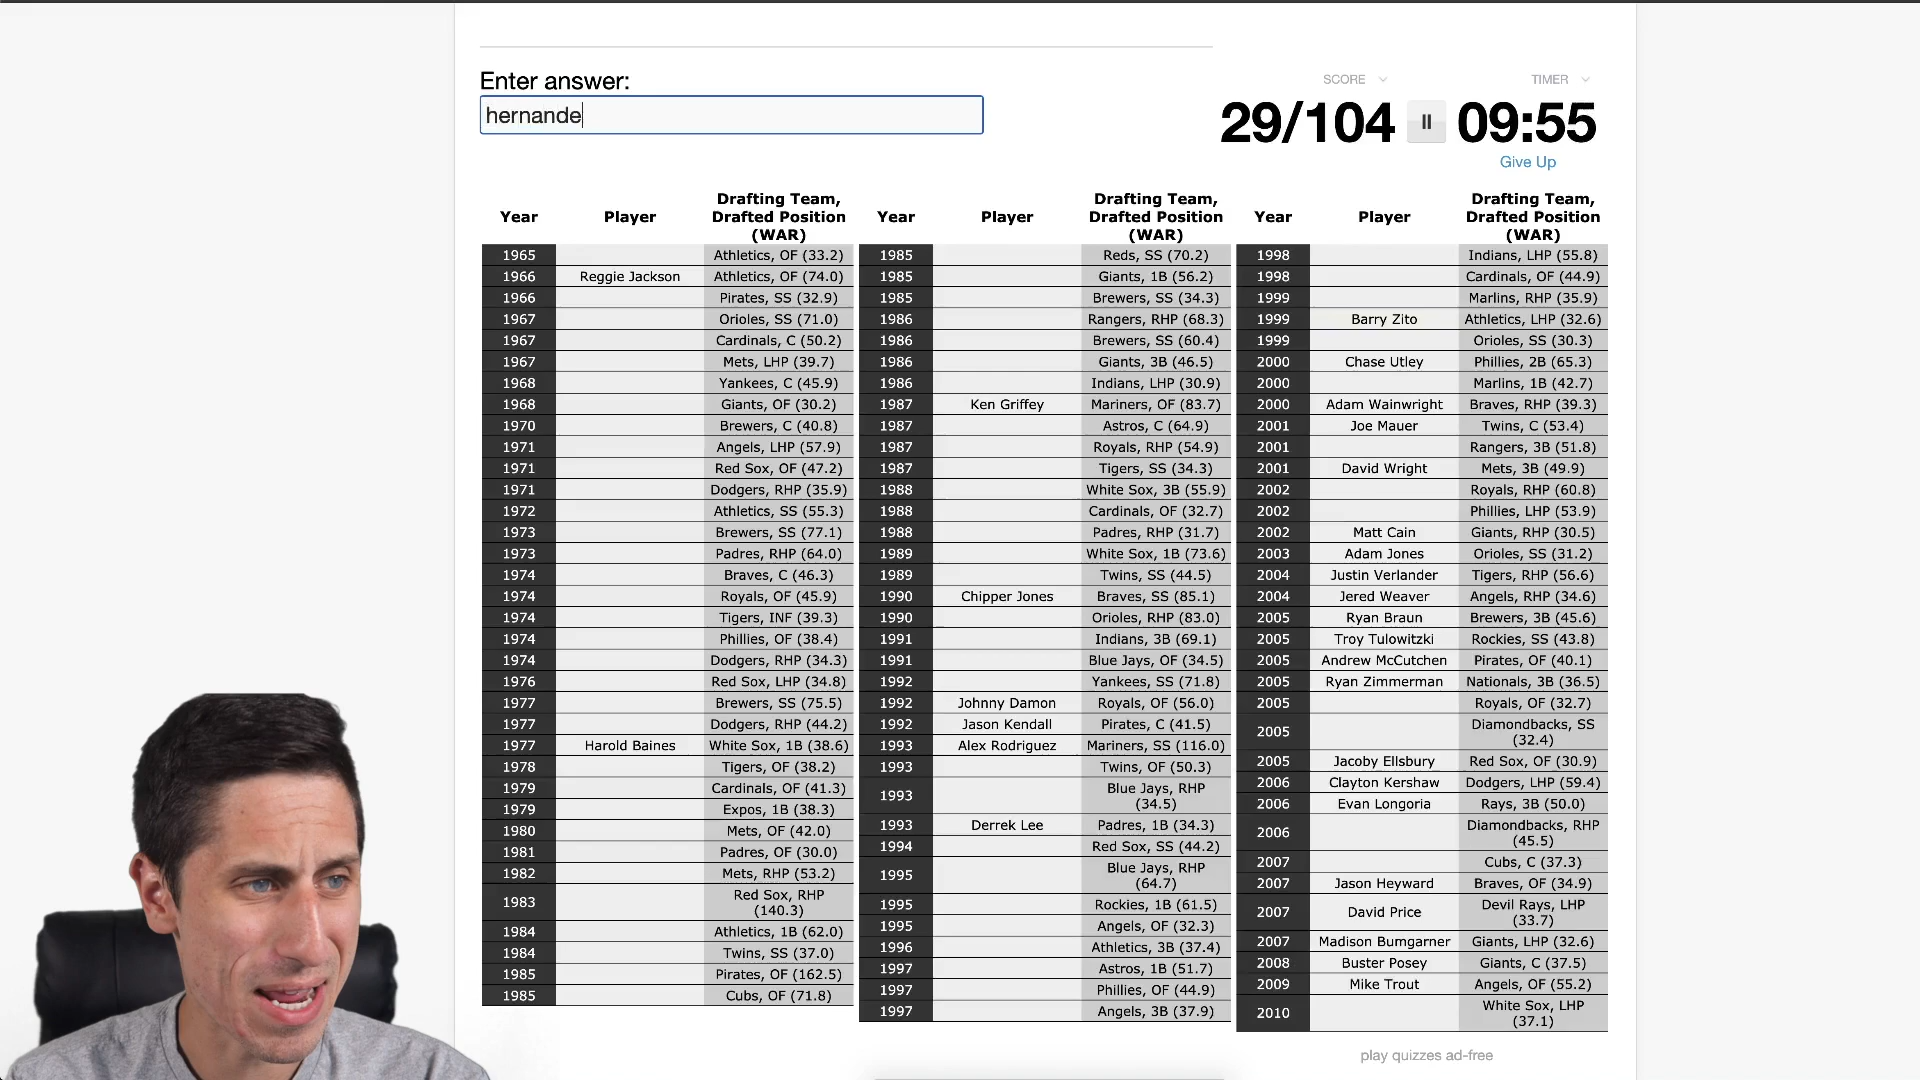 Enter answer:
SCORE
TIMER
hernande
29/104
09:55
Give Up
Year Player Drafting Team, Drafted Position (WAR)
1965 Athletics, OF (33.2)
1966 Reggie Jackson Athletics, OF (74.0)
1966 Pirates, SS (32.9)
1967 Orioles, SS (71.0)
1967 Cardinals, C (50.2)
1967 Mets, LHP (39.7)
1968 Yankees, C (45.9)
1968 Giants, OF (30.2)
1970 Brewers, C (40.8)
1971 Angels, LHP (57.9)
1971 Red Sox, OF (47.2)
1971 Dodgers, RHP (35.9)
1972 Athletics, SS (55.3)
1973 Brewers, SS (77.1)
1973 Padres, RHP (64.0)
1974 Braves, C (46.3)
1974 Royals, OF (45.9)
1974 Tigers, INF (39.3)
1974 Phillies, OF (38.4)
1974 Dodgers, RHP (34.3)
1976 Red Sox, LHP (34.8)
1977 Brewers, SS (75.5)
1977 Dodgers, RHP (44.2)
1977 Harold Baines White Sox, 1B (38.6)
1978 Tigers, OF (38.2)
1979 Cardinals, OF (41.3)
1979 Expos, 1B (38.3)
1980 Mets, OF (42.0)
1981 Padres, OF (30.0)
1982 Mets, RHP (53.2)
1983 Red Sox, RHP (140.3)
1984 Athletics, 1B (62.0)
1984 Twins, SS (37.0)
1985 Pirates, OF (162.5)
1985 Cubs, OF (71.8)
Year Player Drafting Team, Drafted Position (WAR)
1985 Reds, SS (70.2)
1985 Giants, 1B (56.2)
1985 Brewers, SS (34.3)
1986 Rangers, RHP (68.3)
1986 Brewers, SS (60.4)
1986 Giants, 3B (46.5)
1986 Indians, LHP (30.9)
1987 Ken Griffey Mariners, OF (83.7)
1987 Astros, C (64.9)
1987 Royals, RHP (54.9)
1987 Tigers, SS (34.3)
1988 White Sox, 3B (55.9)
1988 Cardinals, OF (32.7)
1988 Padres, RHP (31.7)
1989 White Sox, 1B (73.6)
1989 Twins, SS (44.5)
1990 Chipper Jones Braves, SS (85.1)
1990 Orioles, RHP (83.0)
1991 Indians, 3B (69.1)
1991 Blue Jays, OF (34.5)
1992 Yankees, SS (71.8)
1992 Johnny Damon Royals, OF (56.0)
1992 Jason Kendall Pirates, C (41.5)
1993 Alex Rodriguez Mariners, SS (116.0)
1993 Twins, OF (50.3)
1993 Blue Jays, RHP (34.5)
1993 Derrek Lee Padres, 1B (34.3)
1994 Red Sox, SS (44.2)
1995 Blue Jays, RHP (64.7)
1995 Rockies, 1B (61.5)
1995 Angels, OF (32.3)
1996 Athletics, 3B (37.4)
1997 Astros, 1B (51.7)
1997 Phillies, OF (44.9)
1997 Angels, 3B (37.9)
Year Player Drafting Team, Drafted Position (WAR)
1998 Indians, LHP (55.8)
1998 Cardinals, OF (44.9)
1999 Marlins, RHP (35.9)
1999 Barry Zito Athletics, LHP (32.6)
1999 Orioles, SS (30.3)
2000 Chase Utley Phillies, 2B (65.3)
2000 Marlins, 1B (42.7)
2000 Adam Wainwright Braves, RHP (39.3)
2001 Joe Mauer Twins, C (53.4)
2001 Rangers, 3B (51.8)
2001 David Wright Mets, 3B (49.9)
2002 Royals, RHP (60.8)
2002 Phillies, LHP (53.9)
2002 Matt Cain Giants, RHP (30.5)
2003 Adam Jones Orioles, SS (31.2)
2004 Justin Verlander Tigers, RHP (56.6)
2004 Jered Weaver Angels, RHP (34.6)
2005 Ryan Braun Brewers, 3B (45.6)
2005 Troy Tulowitzki Rockies, SS (43.8)
2005 Andrew McCutchen Pirates, OF (40.1)
2005 Ryan Zimmerman Nationals, 3B (36.5)
2005 Royals, OF (32.7)
2005 Diamondbacks, SS (32.4)
2005 Jacoby Ellsbury Red Sox, OF (30.9)
2006 Clayton Kershaw Dodgers, LHP (59.4)
2006 Evan Longoria Rays, 3B (50.0)
2006 Diamondbacks, RHP (45.5)
2007 Cubs, C (37.3)
2007 Jason Heyward Braves, OF (34.9)
2007 David Price Devil Rays, LHP (33.7)
2007 Madison Bumgarner Giants, LHP (32.6)
2008 Buster Posey Giants, C (37.5)
2009 Mike Trout Angels, OF (55.2)
2010 White Sox, LHP (37.1)
play quizzes ad-free